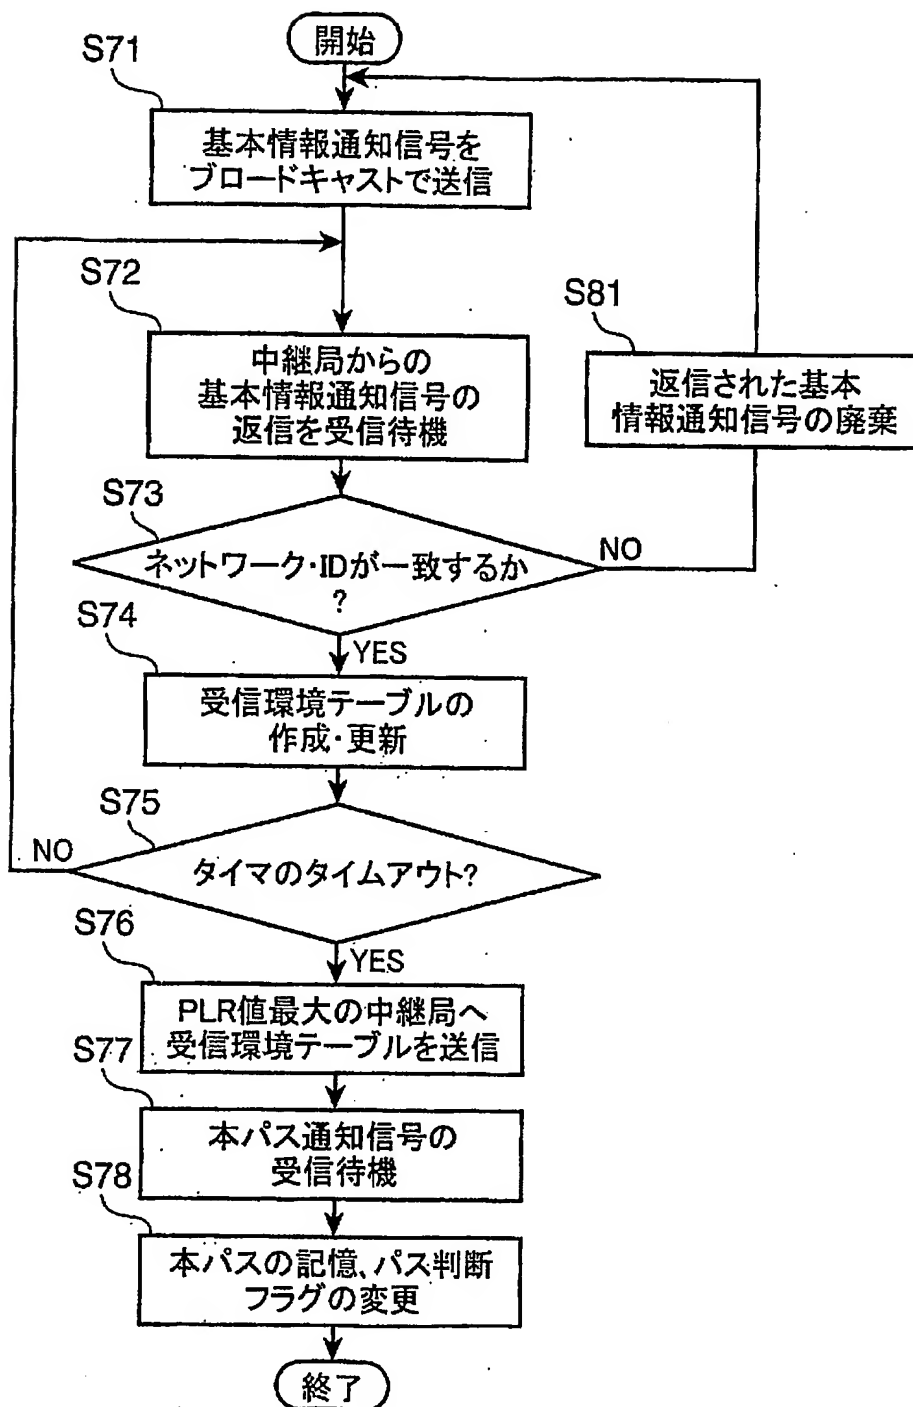 開始
S71
基本情報通知信号を
ブロードキャストで送信
S72
中継局からの
基本情報通知信号の
返信を受信待機
S81
返信された基本
情報通知信号の廃棄
S73
ネットワーク・IDが一致するか
?
NO
YES
S74
受信環境テーブルの
作成・更新
S75
タイマのタイムアウト?
NO
YES
S76
PLR値最大の中継局へ
受信環境テーブルを送信
S77
本パス通知信号の
受信待機
S78
本パスの記憶、パス判断
フラグの変更
終了